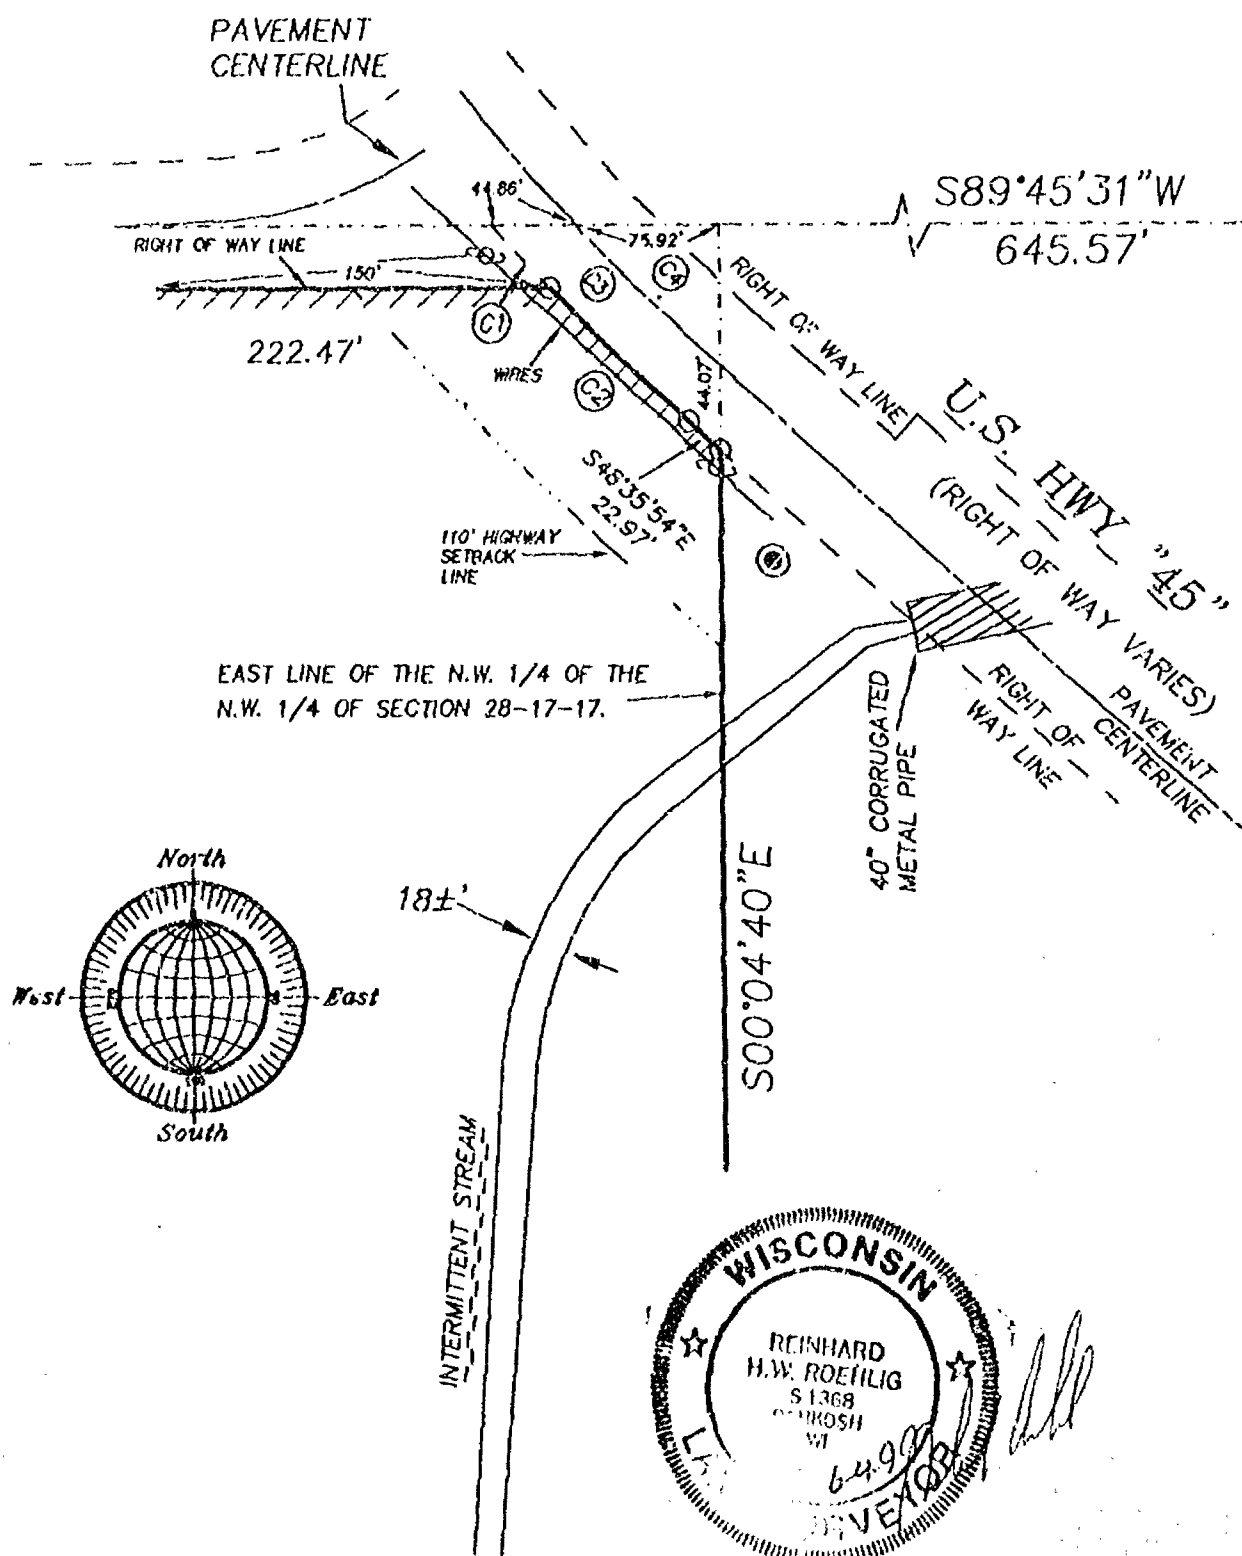 PAVEMENT
CENTERLINE
44.86'
S89°45'31"W
645.57'
75.92'
RIGHT OF WAY LINE
150'
C1
C3
C4
RIGHT OF WAY LINE
222.47'
WIRES
C2
44.07'
U.S. HWY "45"
(RIGHT OF WAY VARIES)
S48°35'54"E
22.97'
110' HIGHWAY
SETBACK
LINE
EAST LINE OF THE N.W. 1/4 OF THE
N.W. 1/4 OF SECTION 28-17-17.
40" CORRUGATED
METAL PIPE
RIGHT OF
WAY LINE
PAVEMENT
CENTERLINE
North
West
East
South
18±'
S00°04'40"E
INTERMITTENT STREAM
WISCONSIN
REINHARD
H.W. ROEHLIG
S 1368
OSHKOSH
WI